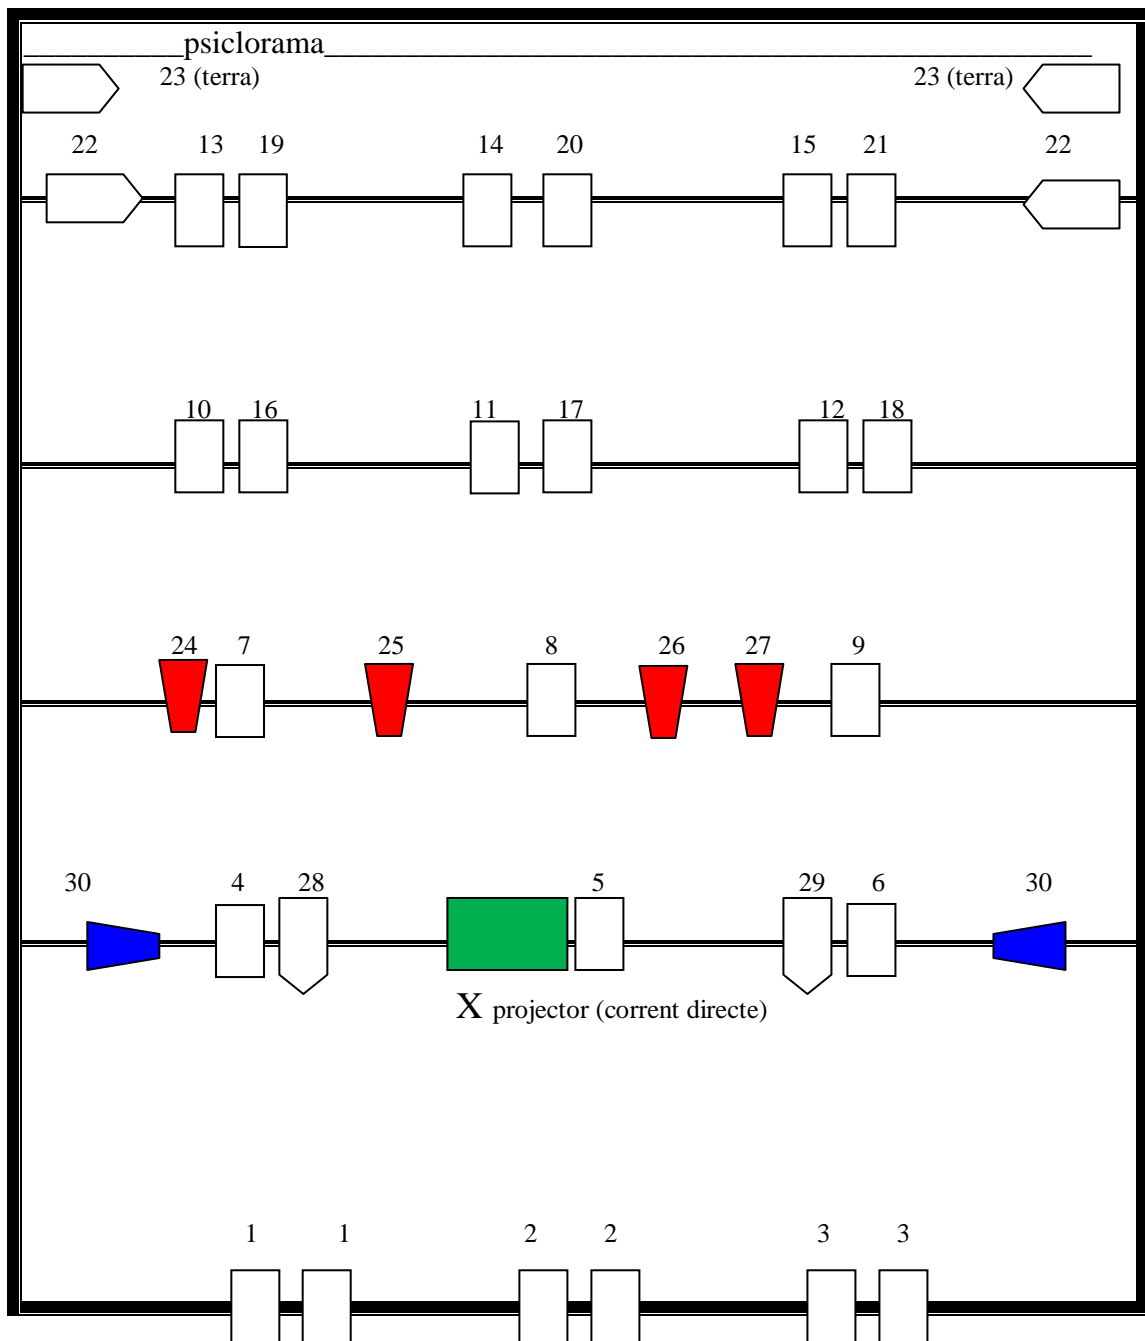 __________psiclorama________________________________________________
23 (terra) 23 (terra)
22 13 19 14 20 15 21 22
10 16 11 17 12 18
24 7 25 8 26 27 9
30 4 28 5 29 6 30
X projector (corrent directe)
1 1 2 2 3 3